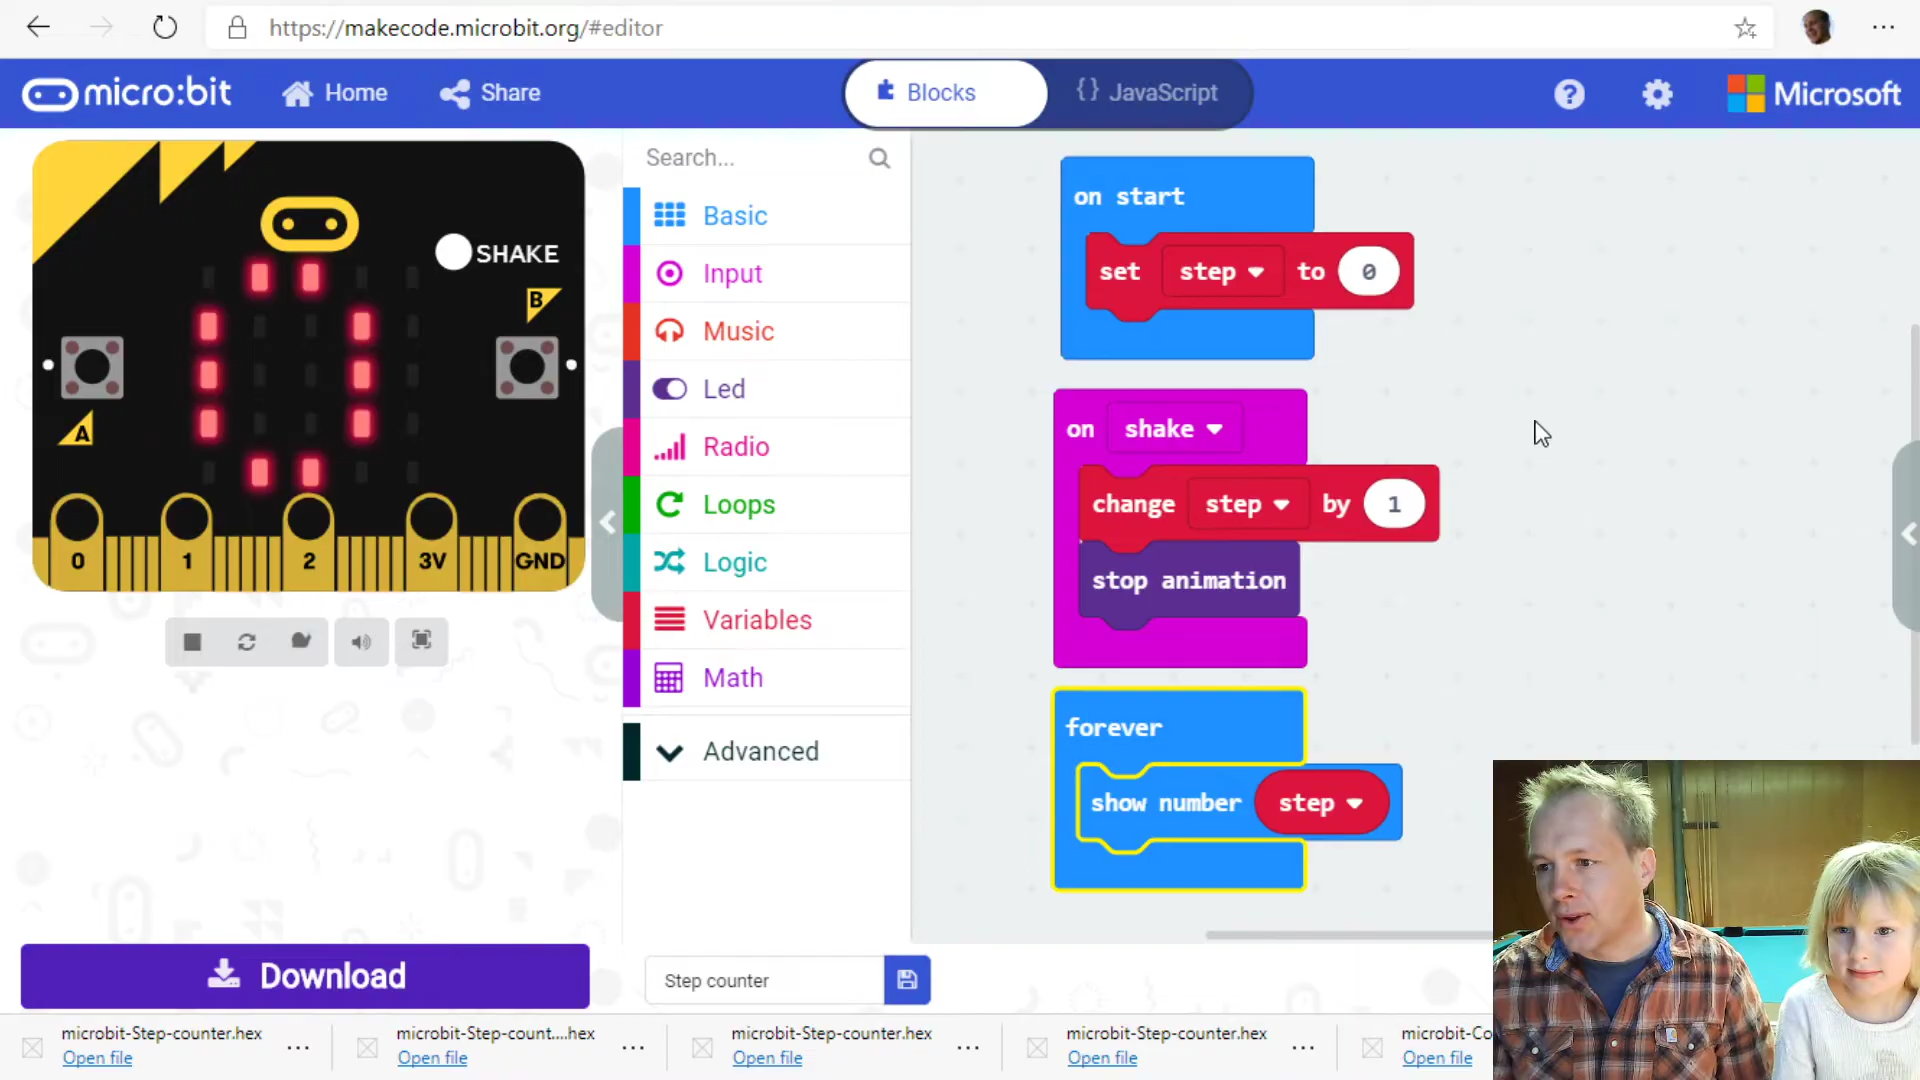 https://makecode.microbit.org/#editor
micro:bit
Home
Share
Blocks
{} JavaScript
?
Microsoft
SHAKE
B
A
0 1 2 3V GND
Search...
Basic
Input
Music
Led
Radio
Loops
Logic
Variables
Math
Advanced
on start
set step to 0
on shake
change step by 1
stop animation
forever
show number step
Download
Step counter
microbit-Step-counter.hex
Open file
microbit-Step-count....hex
Open file
microbit-Step-counter.hex
Open file
microbit-Step-counter.hex
Open file
microbit-Co
Open file